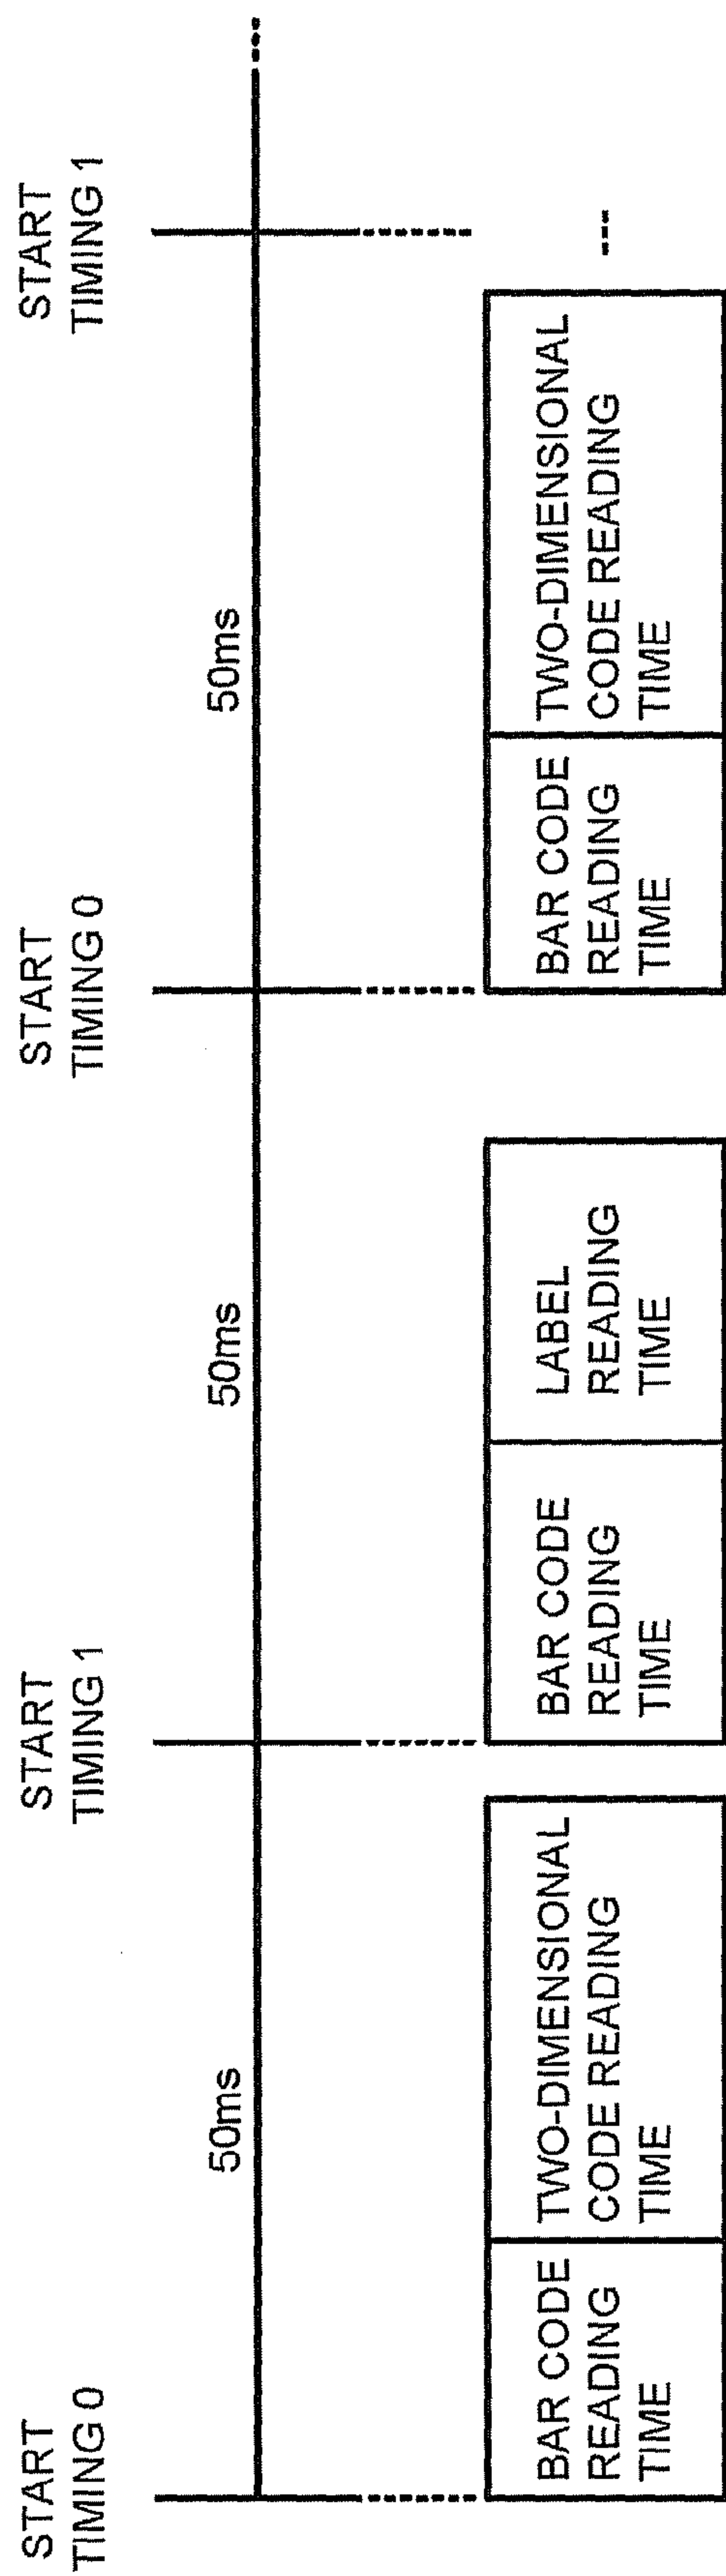 START
TIMING 0
START
TIMING 1
START
TIMING 0
START
TIMING 1
50ms
50ms
50ms
BAR CODE
READING
TIME
TWO-DIMENSIONAL
CODE READING
TIME
BAR CODE
READING
TIME
LABEL
READING
TIME
BAR CODE
READING
TIME
TWO-DIMENSIONAL
CODE READING
TIME